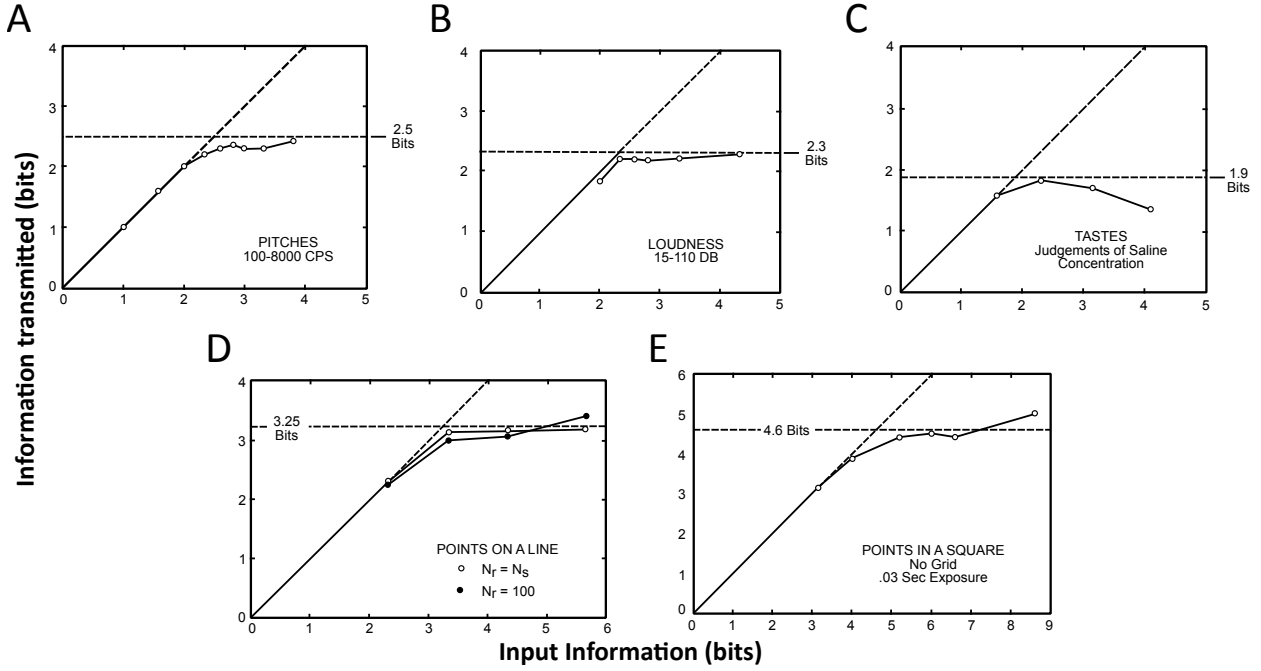 A
4
3
2
1
0
0 1 2 3 4 5
2.5
Bits
PITCHES
100-8000 CPS
B
4
3
2
1
0
0 1 2 3 4 5
2.3
Bits
LOUDNESS
15-110 DB
C
4
3
2
1
0
0 1 2 3 4 5
1.9
Bits
TASTES
Judgements of Saline
Concentration
Information transmitted (bits)
D
4
3
2
1
0
0 1 2 3 4 5 6
3.25
Bits
POINTS ON A LINE
Nr = Ns
Nr = 100
E
6
5
4
3
2
1
0
0 1 2 3 4 5 6 7 8 9
4.6 Bits
POINTS IN A SQUARE
No Grid
.03 Sec Exposure
Input Information (bits)